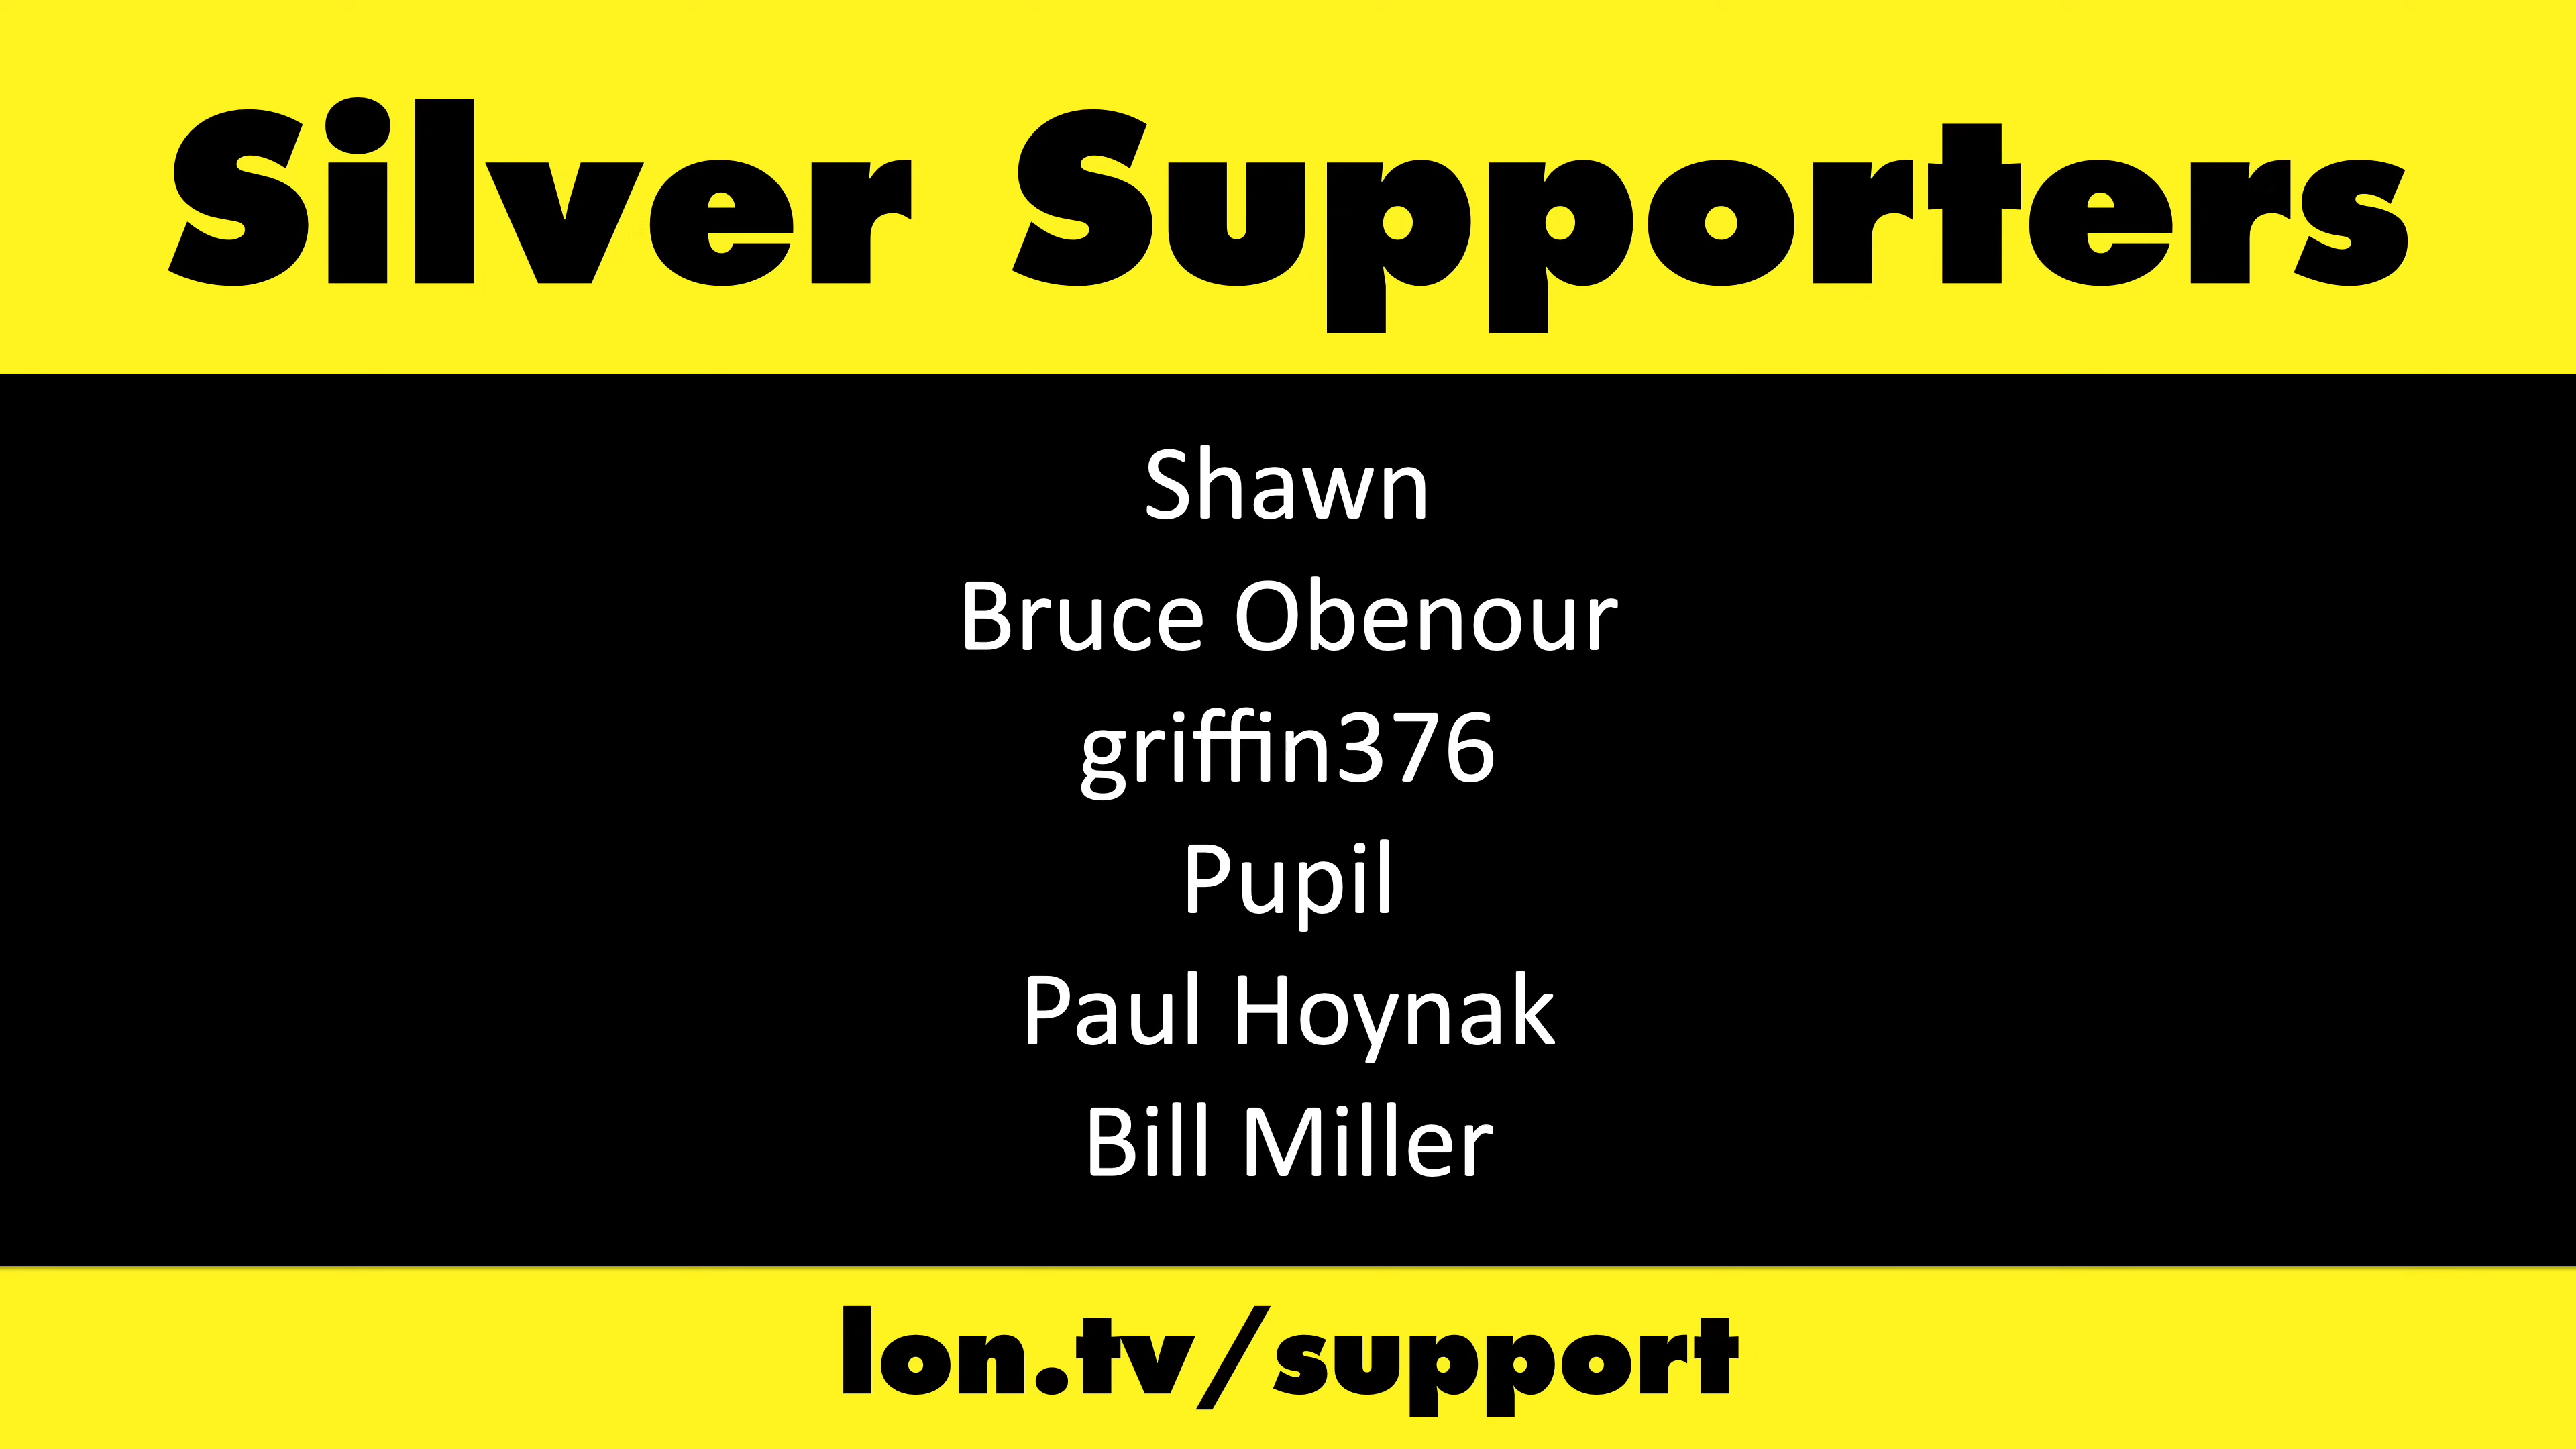 Silver Supporters
Shawn
Bruce Obenour
griffin376
Pupil
Paul Hoynak
Bill Miller
lon.tv/support